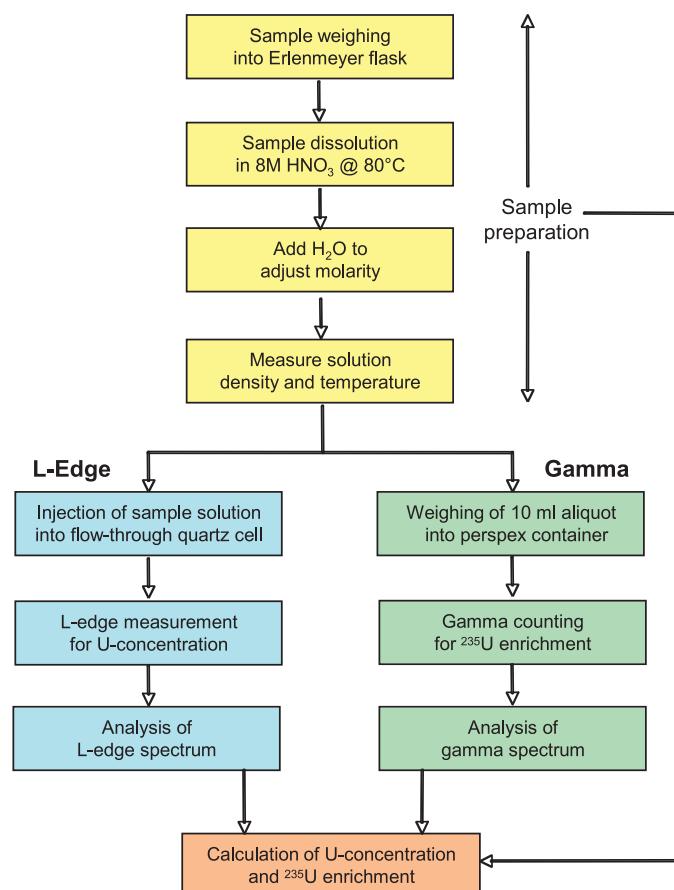 Sample weighing
into Erlenmeyer flask
Sample dissolution
in 8M HNO₃ @ 80°C
Sample
preparation
Add H₂O to
adjust molarity
Measure solution
density and temperature
L-Edge
Gamma
Injection of sample solution
into flow-through quartz cell
Weighing of 10 ml aliquot
into perspex container
L-edge measurement
for U-concentration
Gamma counting
for ²³⁵U enrichment
Analysis of
L-edge spectrum
Analysis of
gamma spectrum
Calculation of U-concentration
and ²³⁵U enrichment